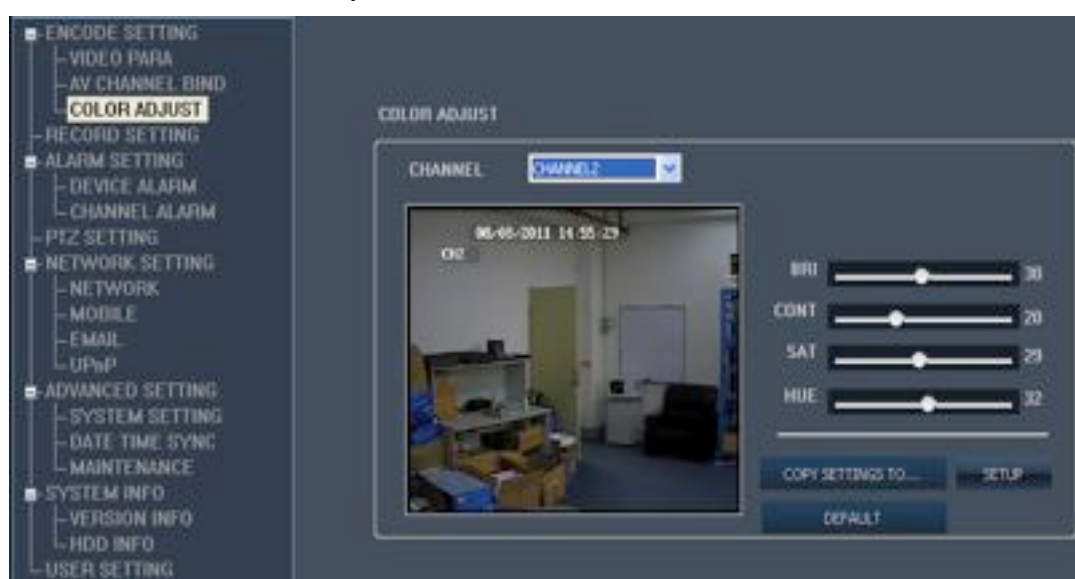 ENCODE SETTING
VIDEO PARA
AV CHANNEL BIND
COLOR ADJUST
RECORD SETTING
ALARM SETTING
DEVICE ALARM
CHANNEL ALARM
PTZ SETTING
NETWORK SETTING
NETWORK
MOBILE
EMAIL
UPnP
ADVANCED SETTING
SYSTEM SETTING
DATE TIME SYNC
MAINTENANCE
SYSTEM INFO
VERSION INFO
HDD INFO
USER SETTING
COLOR ADJUST
CHANNEL CHANNEL2
14:55:29
CH2
BRI 30
CONT 20
SAT 29
HUE 32
COPY SETTINGS TO... SETUP
DEFAULT